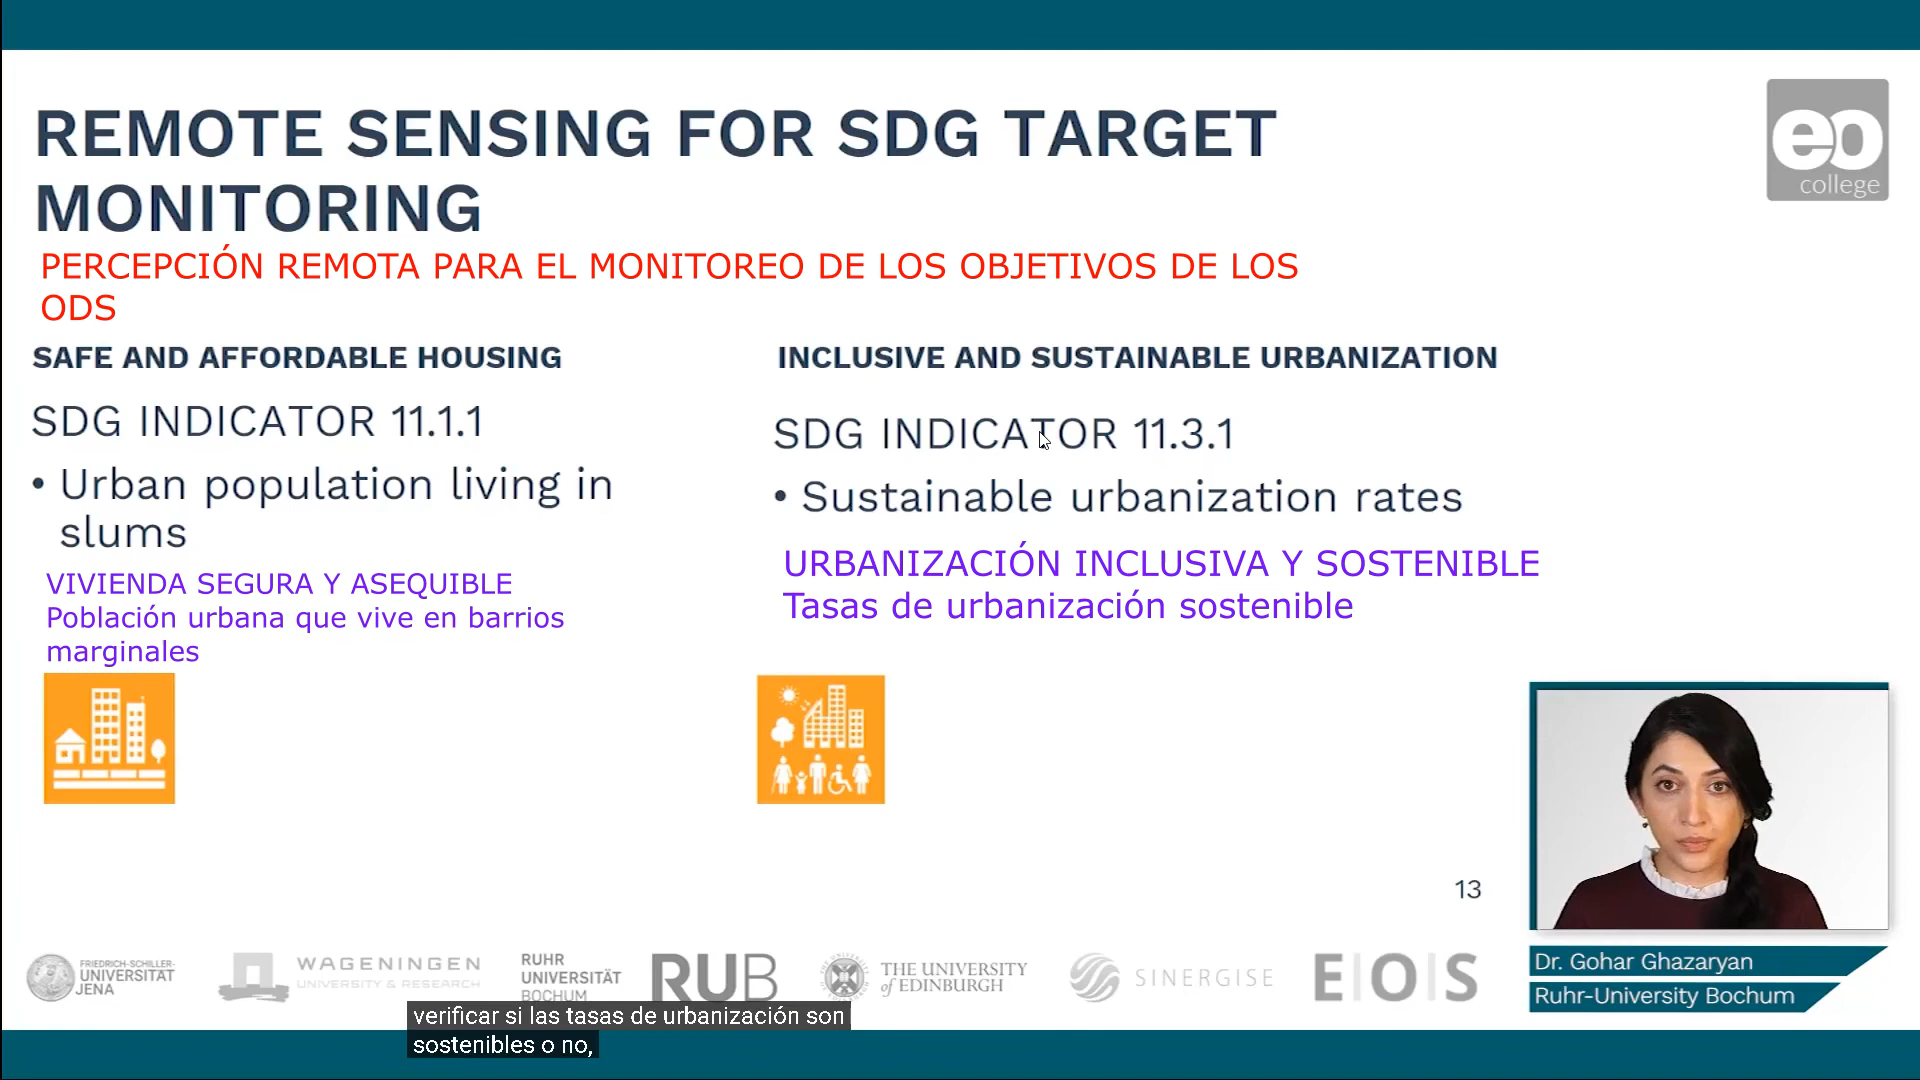 REMOTE SENSING FOR SDG TARGET
MONITORING
eo
college
PERCEPCIÓN REMOTA PARA EL MONITOREO DE LOS OBJETIVOS DE LOS
ODS
SAFE AND AFFORDABLE HOUSING
SDG INDICATOR 11.1.1
• Urban population living in
slums
VIVIENDA SEGURA Y ASEQUIBLE
Población urbana que vive en barrios
marginales
INCLUSIVE AND SUSTAINABLE URBANIZATION
SDG INDICATOR 11.3.1
• Sustainable urbanization rates
URBANIZACIÓN INCLUSIVA Y SOSTENIBLE
Tasas de urbanización sostenible
13
Dr. Gohar Ghazaryan
Ruhr-University Bochum
FRIEDRICH-SCHILLER-
UNIVERSITÄT
JENA
WAGENINGEN
UNIVERSITY & RESEARCH
RUHR
UNIVERSITÄT
BOCHUM
RUB
THE UNIVERSITY
of EDINBURGH
SINERGISE
E|O|S
verificar si las tasas de urbanización son
sostenibles o no,